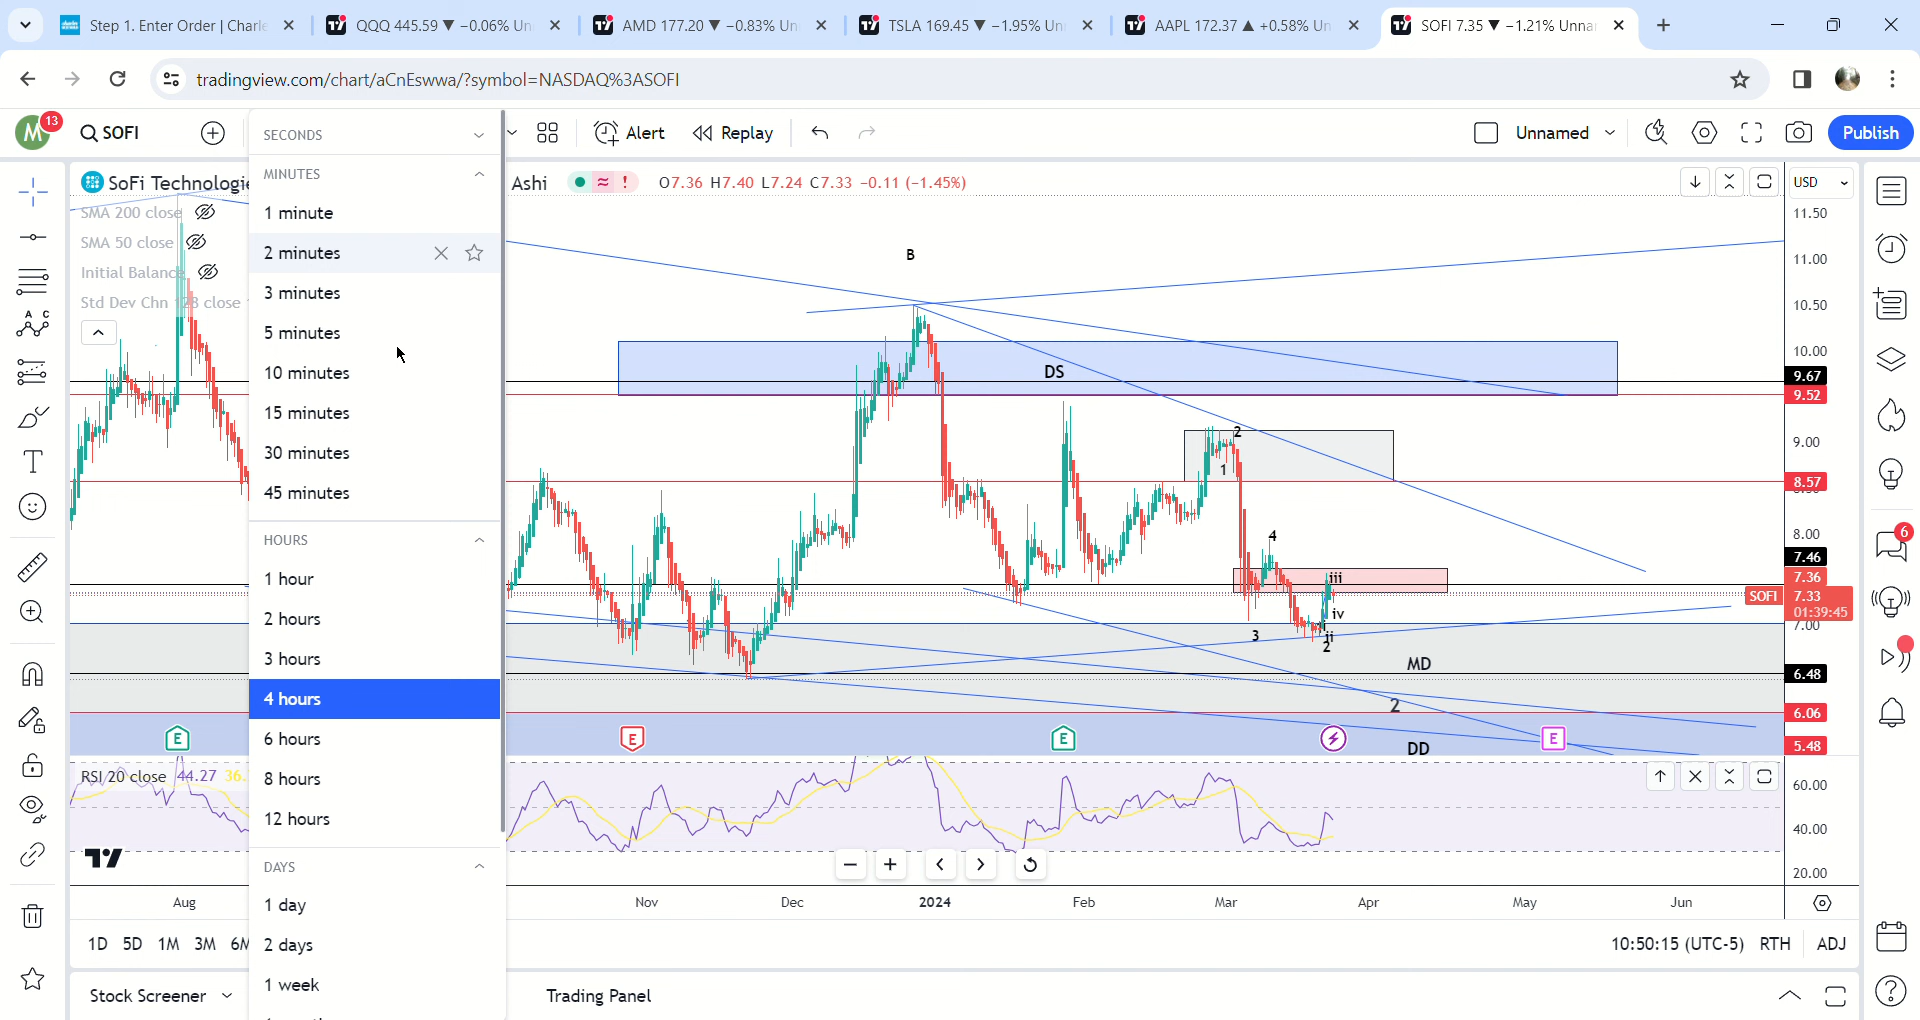 Step 1. Enter Order | Charle
QQQ 445.59 ▼ −0.06% Un
AMD 177.20 ▼ −0.83% Un
TSLA 169.45 ▼ −1.95% Un
AAPL 172.37 ▲ +0.58% Un
SOFI 7.35 ▼ −1.21% Unna
tradingview.com/chart/aCnEswwa/?symbol=NASDAQ%3ASOFI
M 13
SOFI
Alert
Replay
Unnamed
Publish
SECONDS
MINUTES
1 minute
2 minutes
3 minutes
5 minutes
10 minutes
15 minutes
30 minutes
45 minutes
HOURS
1 hour
2 hours
3 hours
4 hours
6 hours
8 hours
12 hours
DAYS
1 day
2 days
1 week
SoFi Technologie
Ashi
O7.36 H7.40 L7.24 C7.33 −0.11 (−1.45%)
USD
SMA 200 close
SMA 50 close
Initial Balance
Std Dev Chn 128 close
B
DS
2
1
4
iii
iv
3
ii
2
MD
2
DD
E
E
E
E
11.50
11.00
10.50
10.00
9.67
9.52
9.00
8.57
8.00
7.46
7.36
SOFI 7.33
01:39:45
7.00
6.48
6.06
5.48
RSI 20 close 44.27 36.
60.00
40.00
20.00
Aug
Nov
Dec
2024
Feb
Mar
Apr
May
Jun
1D 5D 1M 3M 6M
10:50:15 (UTC-5) RTH ADJ
Stock Screener
Trading Panel
6